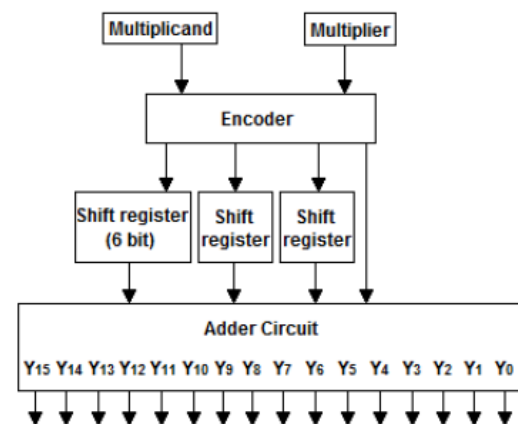 Multiplicand Multiplier
Encoder
Shift register (6 bit)
Shift register
Shift register
Adder Circuit
Y15 Y14 Y13 Y12 Y11 Y10 Y9 Y8 Y7 Y6 Y5 Y4 Y3 Y2 Y1 Y0